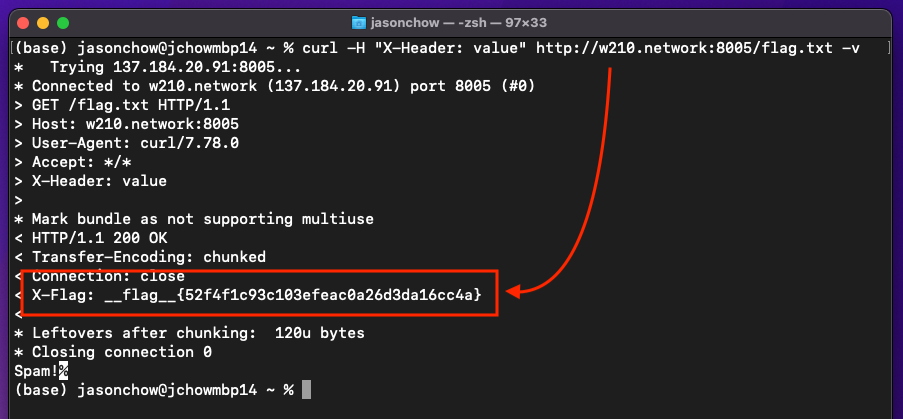 jasonchow — -zsh — 97×33
[(base) jasonchow@jchowmbp14 ~ % curl -H "X-Header: value" http://w210.network:8005/flag.txt -v ]
*   Trying 137.184.20.91:8005...
* Connected to w210.network (137.184.20.91) port 8005 (#0)
> GET /flag.txt HTTP/1.1
> Host: w210.network:8005
> User-Agent: curl/7.78.0
> Accept: */*
> X-Header: value
>
* Mark bundle as not supporting multiuse
< HTTP/1.1 200 OK
< Transfer-Encoding: chunked
< Connection: close
< X-Flag: __flag__{52f4f1c93c103efeac0a26d3da16cc4a}
<
* Leftovers after chunking:  120u bytes
* Closing connection 0
Spam!%
(base) jasonchow@jchowmbp14 ~ %